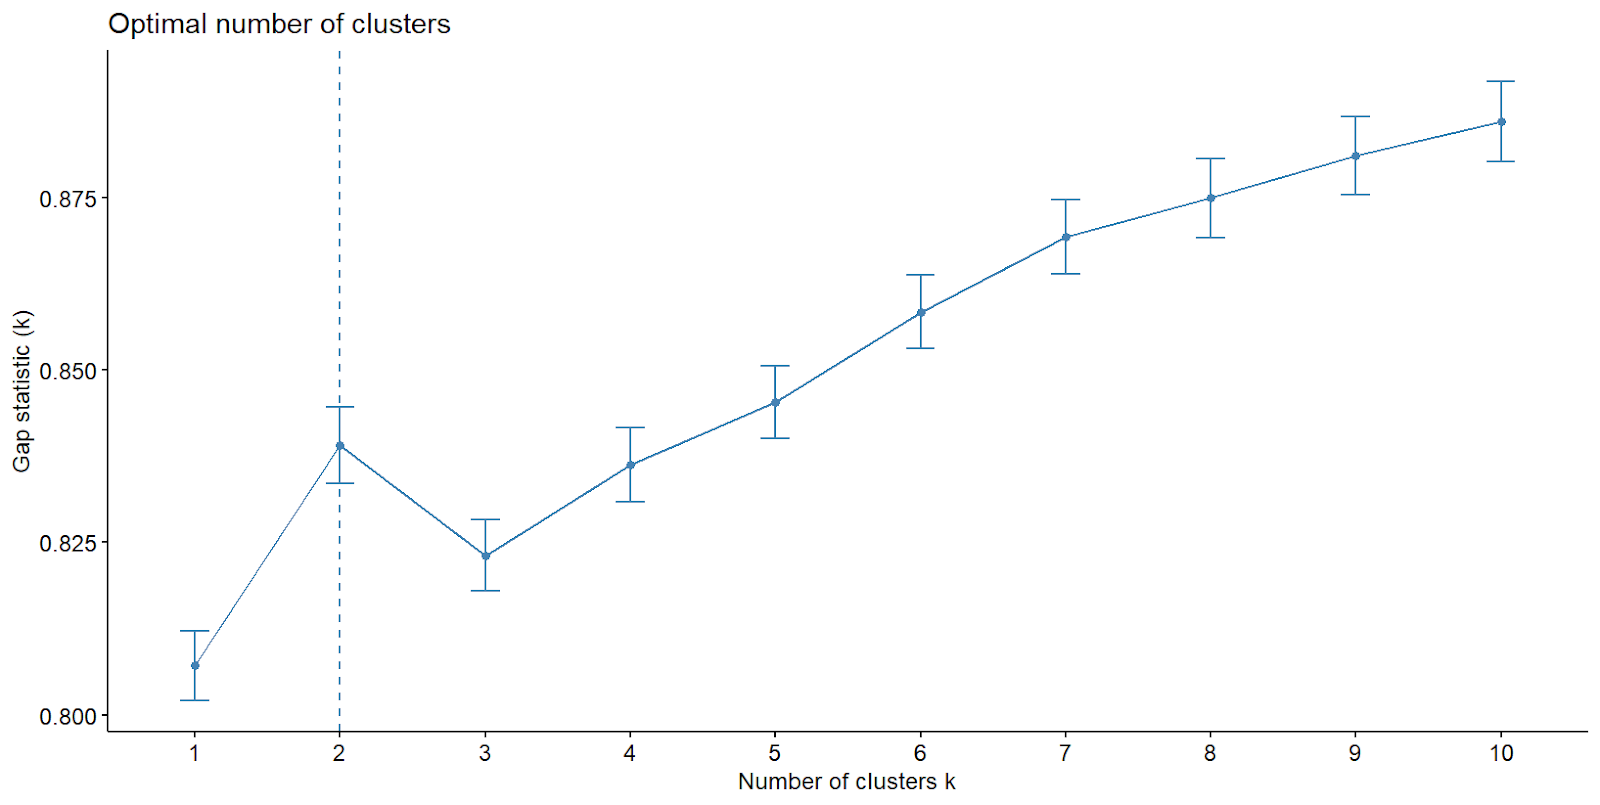 Optimal number of clusters
Gap statistic (k)
0.875
0.850
0.825
0.800
1 2 3 4 5 6 7 8 9 10
Number of clusters k